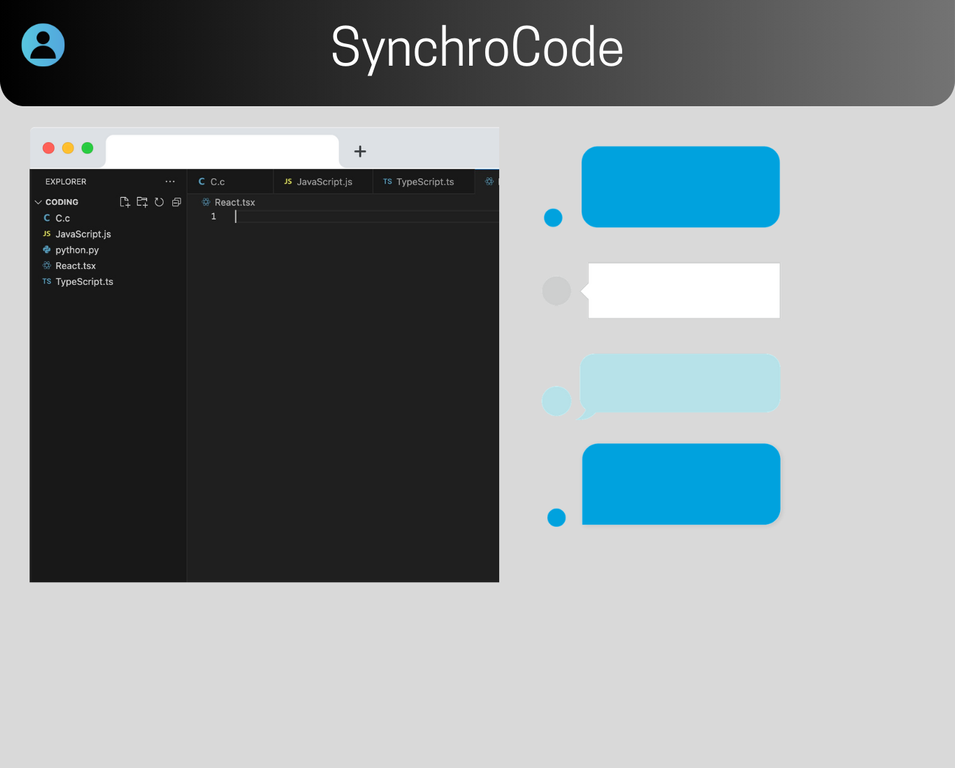 SynchroCode
EXPLORER ...
C C.c
JS JavaScript.js
TS TypeScript.ts
CODING
React.tsx
C C.c
1
JS JavaScript.js
python.py
React.tsx
TS TypeScript.ts